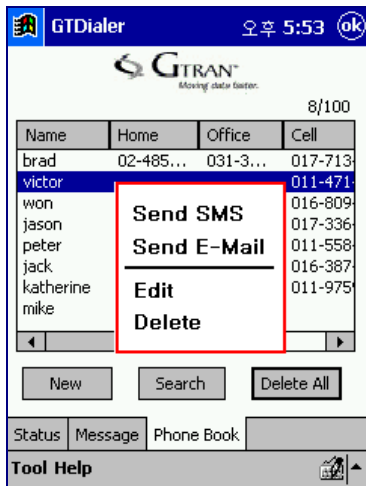 GTDialer 오후 5:53 ok
GTRAN™
Moving data faster.
8/100
Name Home Office Cell
brad 02-485... 031-3... 017-713-
victor 011-471-
won 016-809-
jason 017-336-
peter 011-558-
jack 016-387-
katherine 011-975
mike
Send SMS
Send E-Mail
Edit
Delete
New Search Delete All
Status Message Phone Book
Tool Help